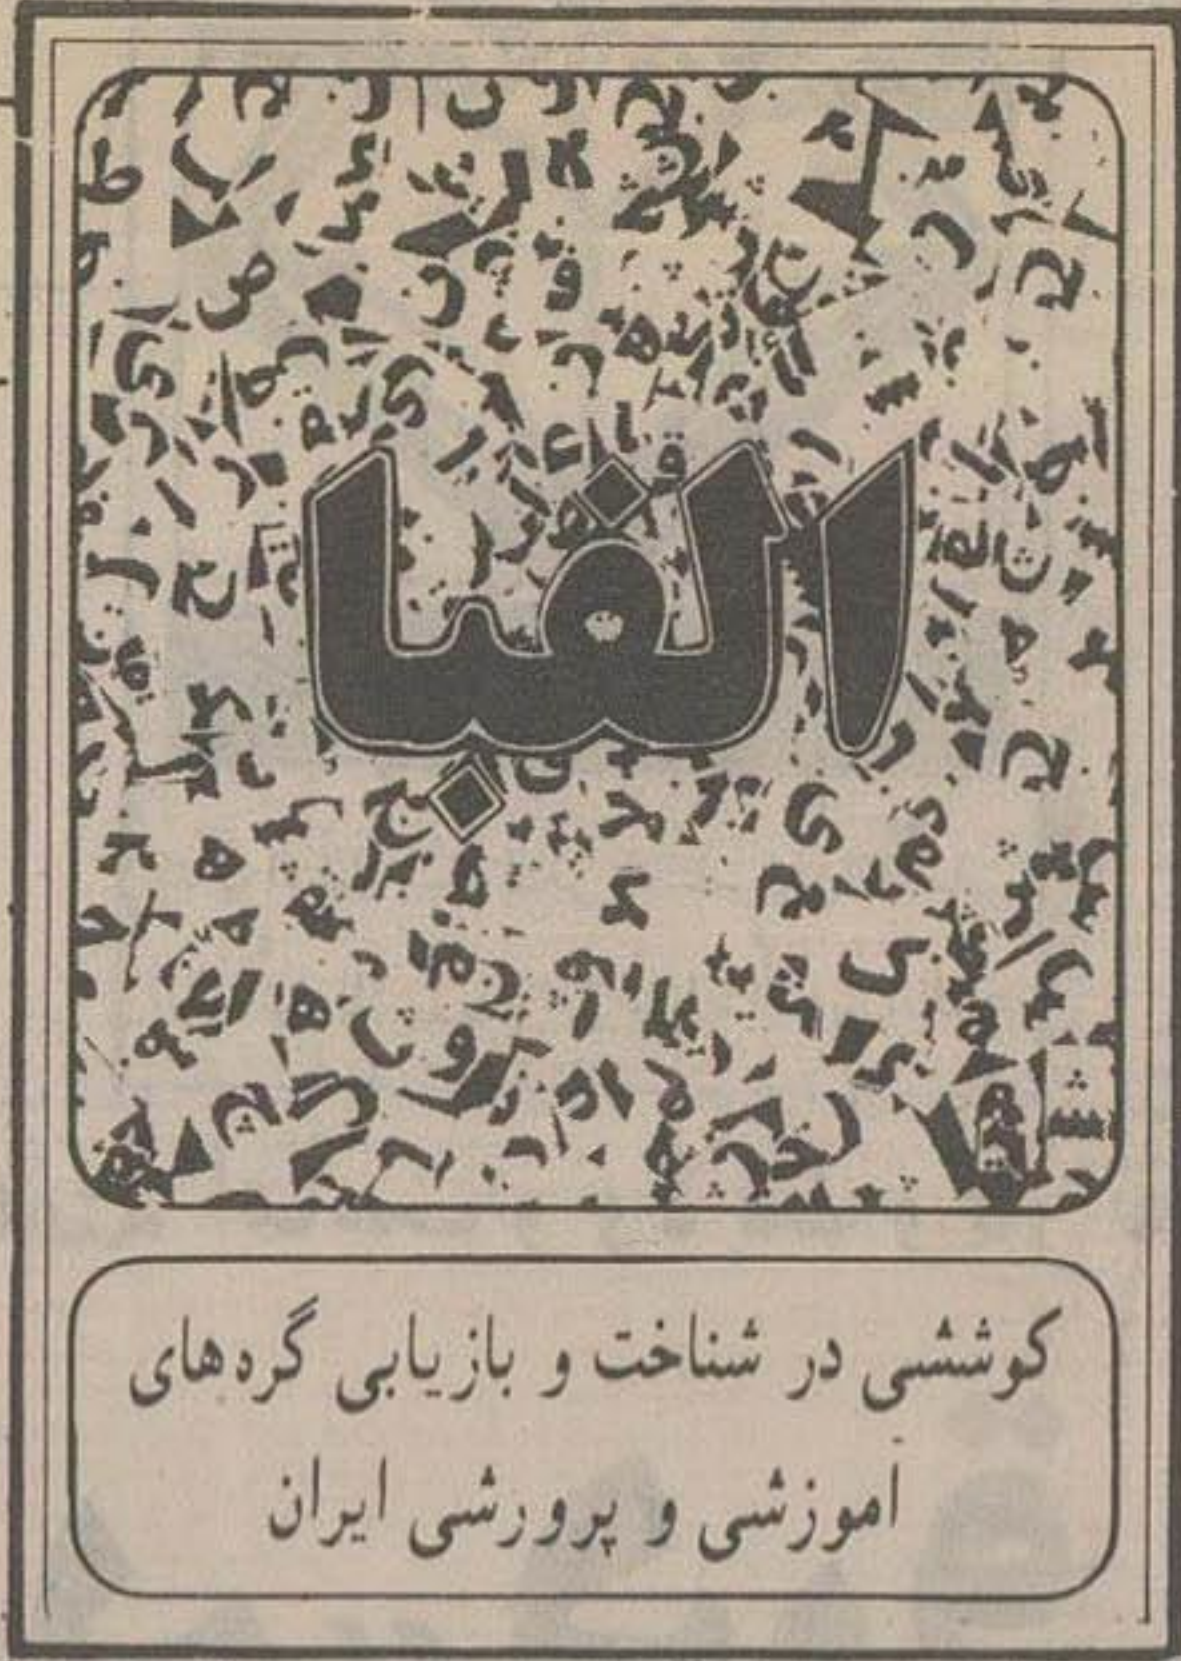 الفبا
کوششی در شناخت و بازیابی گره‌های
آموزشی و پرورشی ایران